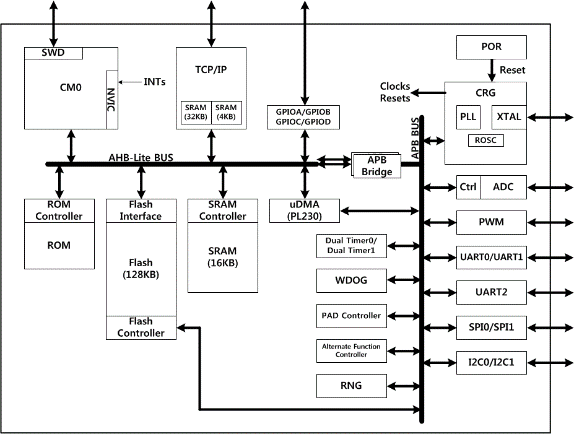 SWD
CM0
NVIC
INTs
TCP/IP
SRAM
(32KB)
SRAM
(4KB)
GPIOA/GPIOB
GPIOC/GPIOD
POR
Reset
Clocks
Resets
CRG
PLL
XTAL
ROSC
AHB-Lite BUS
APB
Bridge
APB BUS
Ctrl
ADC
ROM
Controller
ROM
Flash
Interface
Flash
(128KB)
Flash
Controller
SRAM
Controller
SRAM
(16KB)
uDMA
(PL230)
PWM
Dual Timer0/
Dual Timer1
UART0/UART1
WDOG
UART2
PAD Controller
SPI0/SPI1
Alternate Function
Controller
I2C0/I2C1
RNG